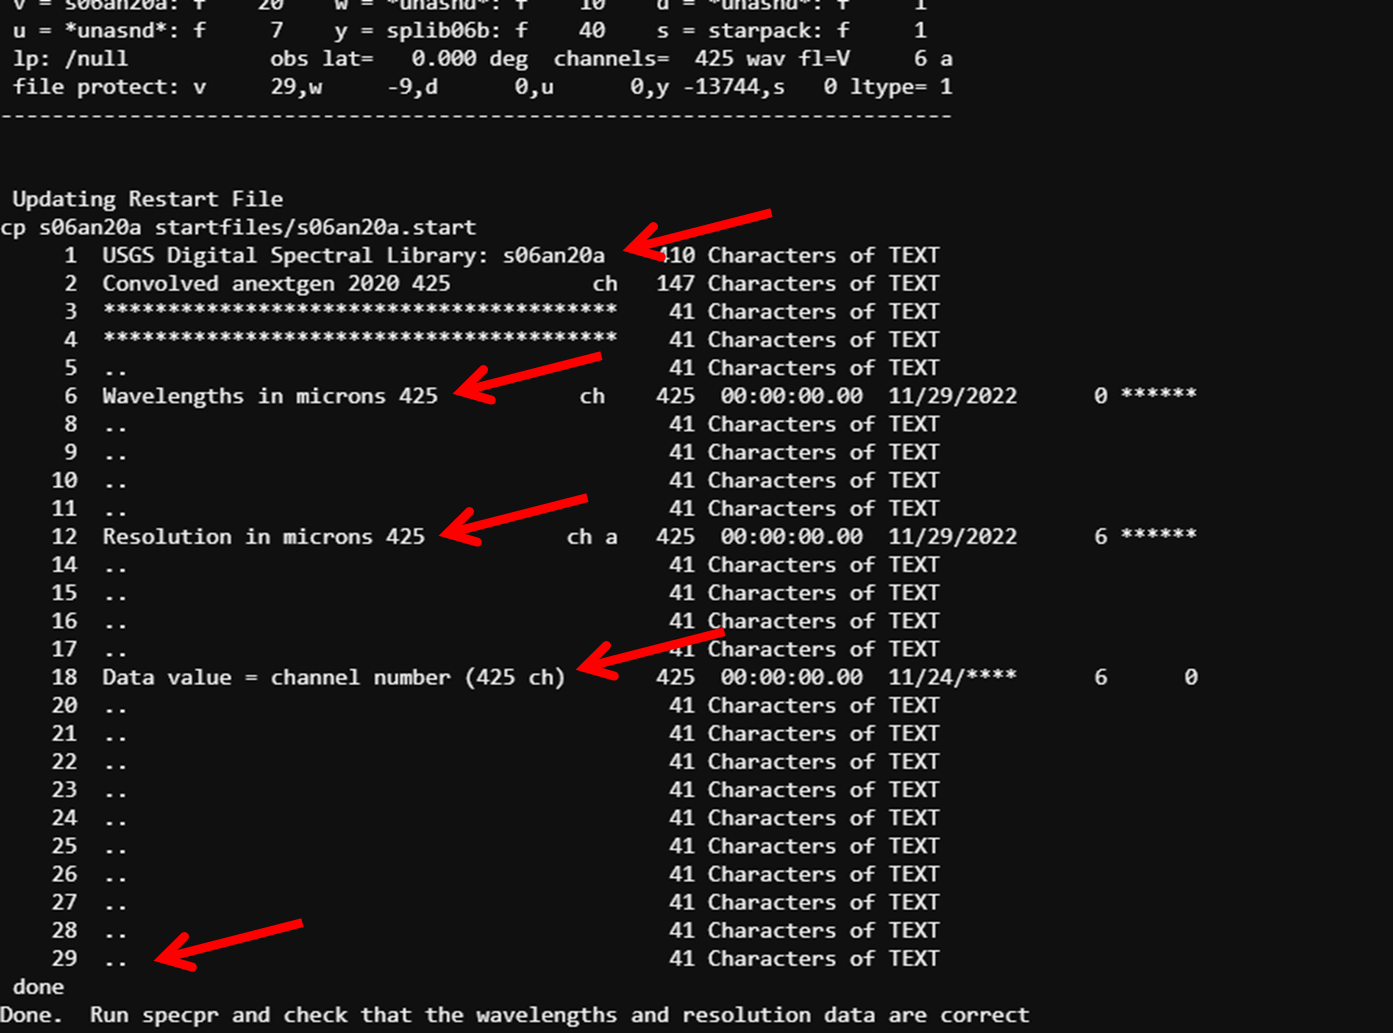 v = s06an20a: f    20    w = *unasnd*: f    10    d = *unasnd*: f     1
u = *unasnd*: f     7    y = splib06b: f    40    s = starpack: f     1
lp: /null           obs lat=   0.000 deg  channels=  425 wav fl=V     6 a
file protect: v     29,w     -9,d      0,u      0,y -13744,s   0 ltype= 1
--------------------------------------------------------------------------
Updating Restart File
cp s06an20a startfiles/s06an20a.start
1  USGS Digital Spectral Library: s06an20a    410 Characters of TEXT
2  Convolved anextgen 2020 425           ch   147 Characters of TEXT
3  ****************************************    41 Characters of TEXT
4  ****************************************    41 Characters of TEXT
5  ..                                          41 Characters of TEXT
6  Wavelengths in microns 425           ch    425  00:00:00.00  11/29/2022      0 ******
8  ..                                          41 Characters of TEXT
9  ..                                          41 Characters of TEXT
10  ..                                          41 Characters of TEXT
11  ..                                          41 Characters of TEXT
12  Resolution in microns 425           ch a   425  00:00:00.00  11/29/2022      6 ******
14  ..                                          41 Characters of TEXT
15  ..                                          41 Characters of TEXT
16  ..                                          41 Characters of TEXT
17  ..                                          41 Characters of TEXT
18  Data value = channel number (425 ch)       425  00:00:00.00  11/24/****      6      0
20  ..                                          41 Characters of TEXT
21  ..                                          41 Characters of TEXT
22  ..                                          41 Characters of TEXT
23  ..                                          41 Characters of TEXT
24  ..                                          41 Characters of TEXT
25  ..                                          41 Characters of TEXT
26  ..                                          41 Characters of TEXT
27  ..                                          41 Characters of TEXT
28  ..                                          41 Characters of TEXT
29  ..                                          41 Characters of TEXT
done
Done.  Run specpr and check that the wavelengths and resolution data are correct